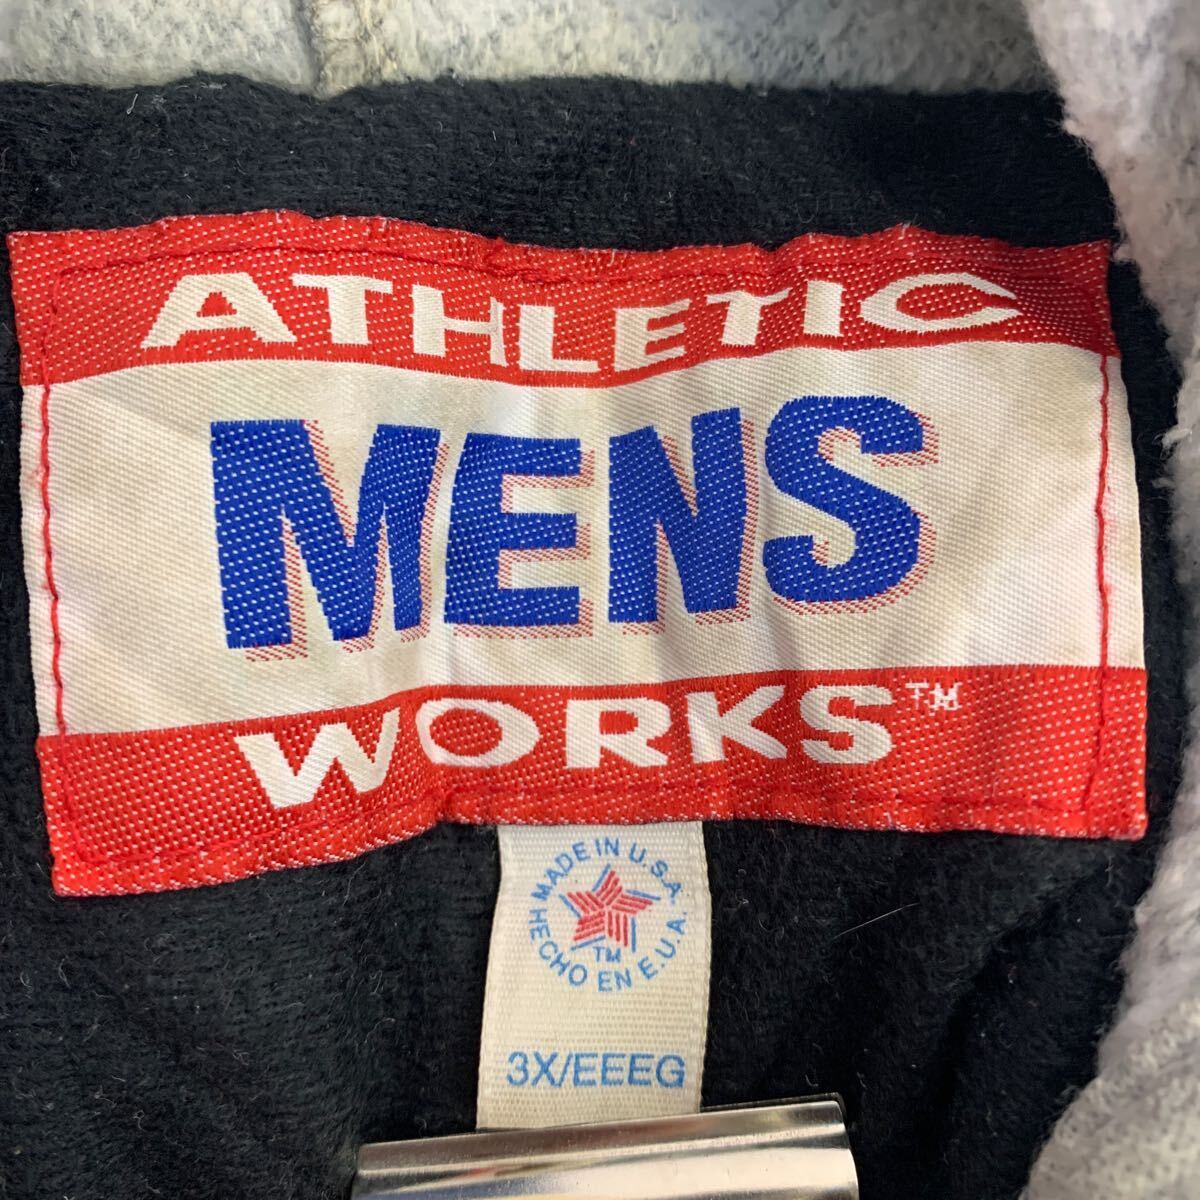 ATHLETIC
MENS
WORKS™
MADE IN U.S.A.
HECHO EN E.U.A.
TM
3X/EEEG